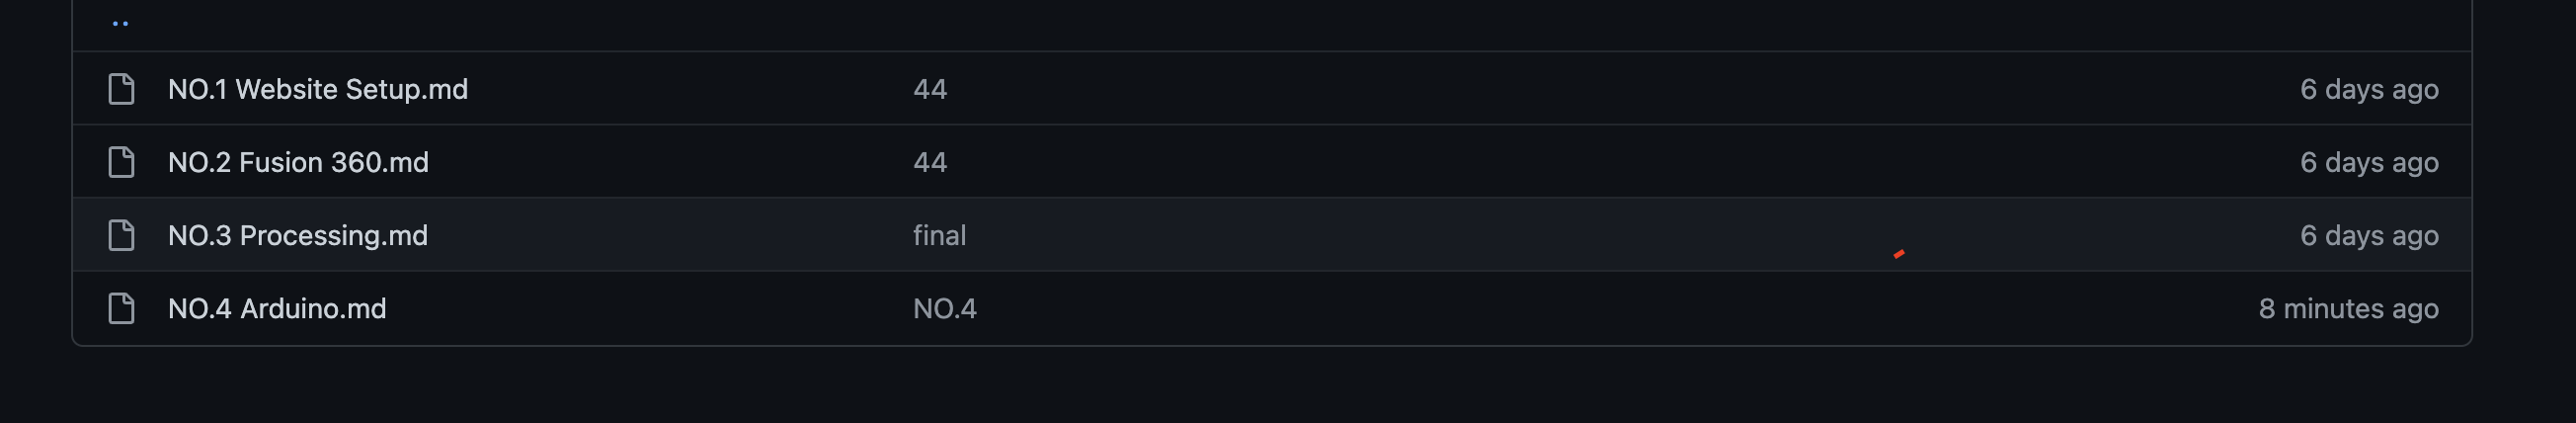 ..
NO.1 Website Setup.md 44 6 days ago
NO.2 Fusion 360.md 44 6 days ago
NO.3 Processing.md final 6 days ago
NO.4 Arduino.md NO.4 8 minutes ago